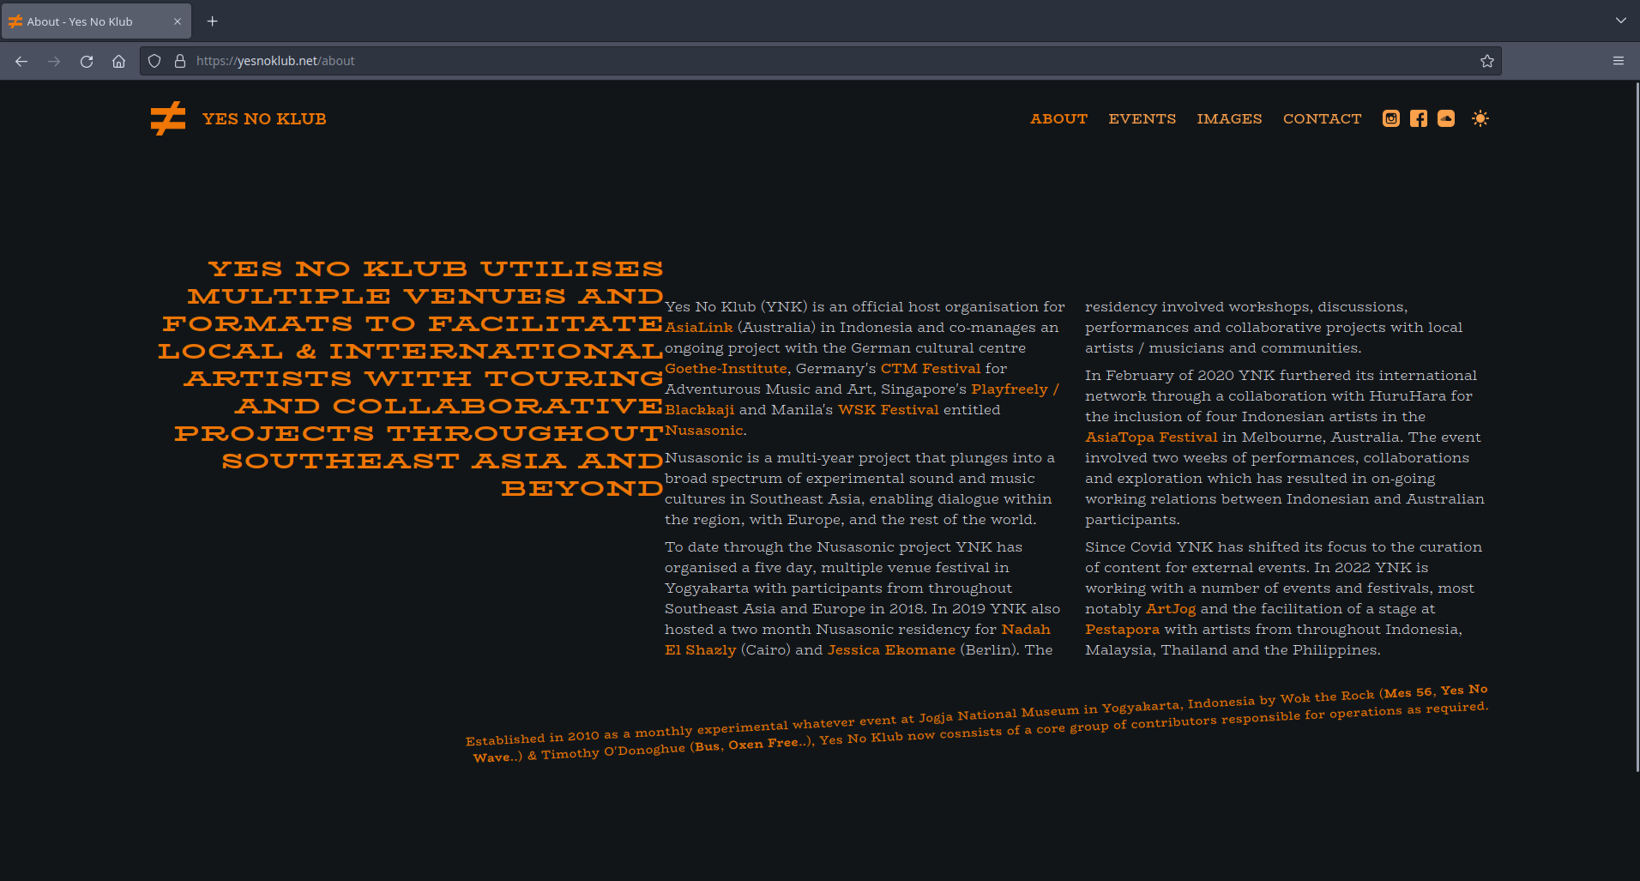 About - Yes No Klub
https://yesnoklub.net/about
YES NO KLUB
ABOUT EVENTS IMAGES CONTACT
YES NO KLUB UTILISES
MULTIPLE VENUES AND
FORMATS TO FACILITATE
LOCAL & INTERNATIONAL
ARTISTS WITH TOURING
AND COLLABORATIVE
PROJECTS THROUGHOUT
SOUTHEAST ASIA AND
BEYOND
Yes No Klub (YNK) is an official host organisation for
AsiaLink (Australia) in Indonesia and co-manages an
ongoing project with the German cultural centre
Goethe-Institute, Germany's CTM Festival for
Adventurous Music and Art, Singapore's Playfreely /
Blackkaji and Manila's WSK Festival entitled
Nusasonic.
Nusasonic is a multi-year project that plunges into a
broad spectrum of experimental sound and music
cultures in Southeast Asia, enabling dialogue within
the region, with Europe, and the rest of the world.
To date through the Nusasonic project YNK has
organised a five day, multiple venue festival in
Yogyakarta with participants from throughout
Southeast Asia and Europe in 2018. In 2019 YNK also
hosted a two month Nusasonic residency for Nadah
El Shazly (Cairo) and Jessica Ekomane (Berlin). The
residency involved workshops, discussions,
performances and collaborative projects with local
artists / musicians and communities.
In February of 2020 YNK furthered its international
network through a collaboration with HuruHara for
the inclusion of four Indonesian artists in the
AsiaTopa Festival in Melbourne, Australia. The event
involved two weeks of performances, collaborations
and exploration which has resulted in on-going
working relations between Indonesian and Australian
participants.
Since Covid YNK has shifted its focus to the curation
of content for external events. In 2022 YNK is
working with a number of events and festivals, most
notably ArtJog and the facilitation of a stage at
Pestapora with artists from throughout Indonesia,
Malaysia, Thailand and the Philippines.
Established in 2010 as a monthly experimental whatever event at Jogja National Museum in Yogyakarta, Indonesia by Wok the Rock (Mes 56, Yes No
Wave..) & Timothy O'Donoghue (Bus, Oxen Free..), Yes No Klub now cosnsists of a core group of contributors responsible for operations as required.